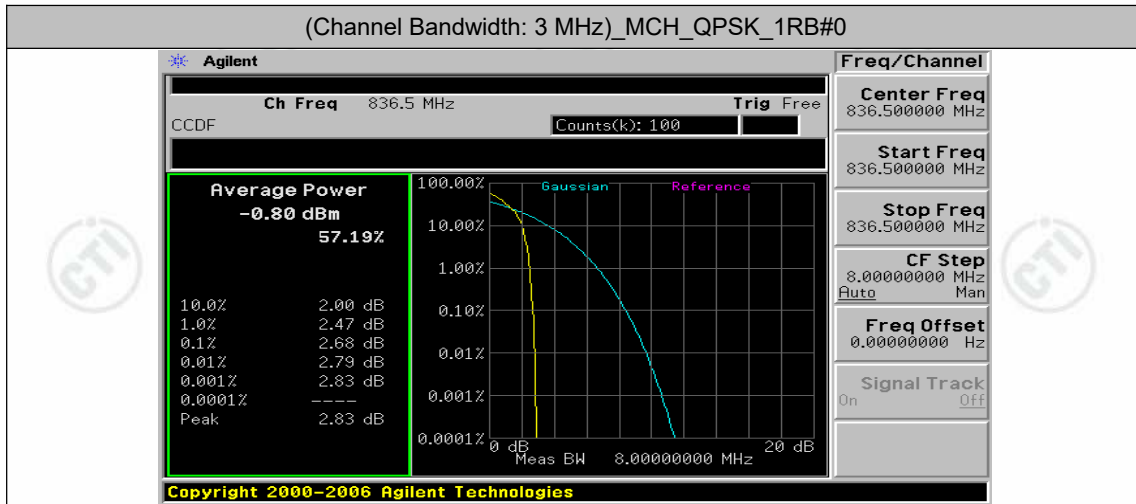 (Channel Bandwidth: 3 MHz)_MCH_QPSK_1RB#0
Agilent
Freq/Channel
Ch Freq 836.5 MHz Trig Free
CCDF Counts(k): 100
Average Power
-0.80 dBm
57.19%
10.0% 2.00 dB
1.0% 2.47 dB
0.1% 2.68 dB
0.01% 2.79 dB
0.001% 2.83 dB
0.0001% ----
Peak 2.83 dB
Gaussian Reference
100.00%
10.00%
1.00%
0.10%
0.01%
0.001%
0.0001%
0 dB 20 dB
Meas BW 8.00000000 MHz
Center Freq
836.500000 MHz
Start Freq
836.500000 MHz
Stop Freq
836.500000 MHz
CF Step
8.00000000 MHz
Auto Man
Freq Offset
0.00000000 Hz
Signal Track
On Off
Copyright 2000-2006 Agilent Technologies
CTI
CTI